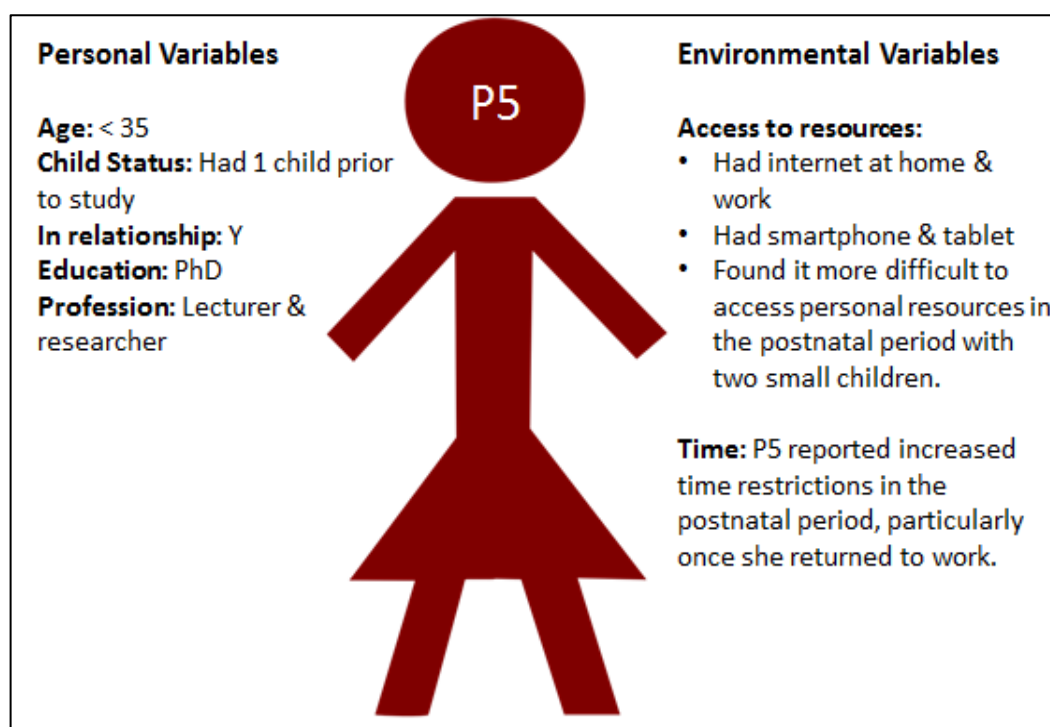 Personal Variables
Age: < 35
Child Status: Had 1 child prior
to study
In relationship: Y
Education: PhD
Profession: Lecturer &
researcher
P5
Environmental Variables
Access to resources:
• Had internet at home &
work
• Had smartphone & tablet
• Found it more difficult to
access personal resources in
the postnatal period with
two small children.
Time: P5 reported increased
time restrictions in the
postnatal period, particularly
once she returned to work.